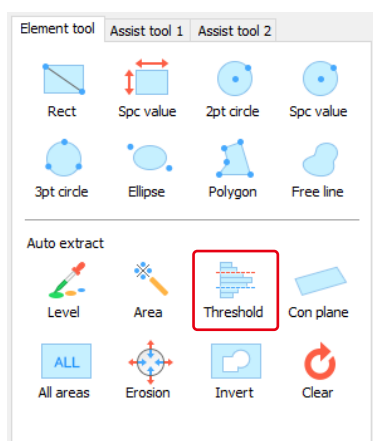 Element tool Assist tool 1 Assist tool 2
Rect Spc value 2pt circle Spc value
3pt circle Ellipse Polygon Free line
Auto extract
Level Area Threshold Con plane
ALL
All areas Erosion Invert Clear